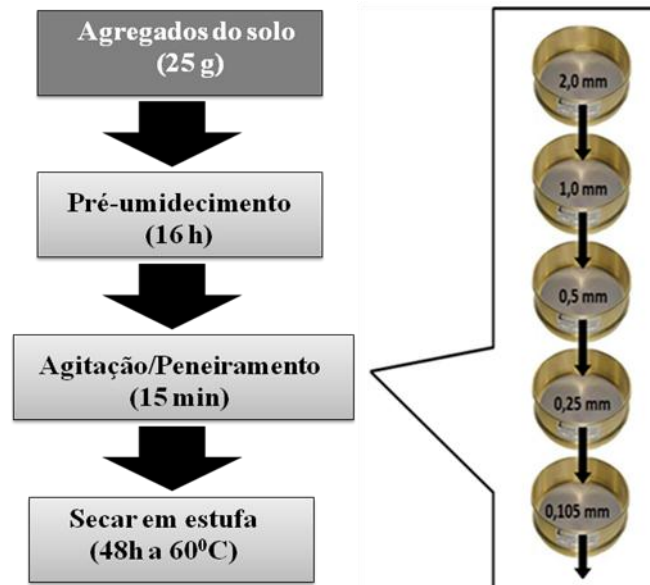 Agregados do solo
(25 g)
Pré-umidecimento
(16 h)
Agitação/Peneiramento
(15 min)
Secar em estufa
(48h a 60⁰C)
2,0 mm
1,0 mm
0,5 mm
0,25 mm
0,105 mm